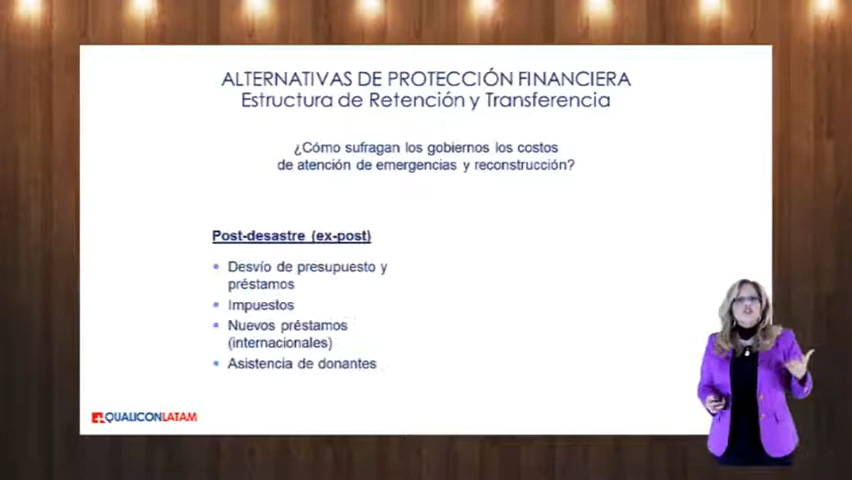 ALTERNATIVAS DE PROTECCIÓN FINANCIERA
Estructura de Retención y Transferencia
¿Cómo sufragan los gobiernos los costos
de atención de emergencias y reconstrucción?
Post-desastre (ex-post)
• Desvío de presupuesto y
préstamos
• Impuestos
• Nuevos préstamos
(internacionales)
• Asistencia de donantes
QUALICONLATAM